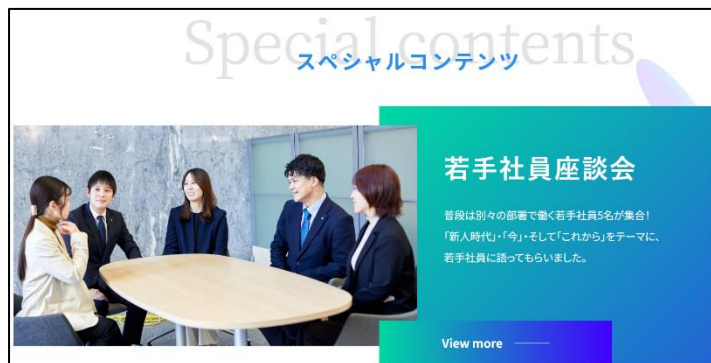 Special contents
スペシャルコンテンツ
若手社員座談会
普段は別々の部署で働く若手社員5名が集合!
「新人時代」・「今」・そして「これから」をテーマに、
若手社員に語ってもらいました。
View more